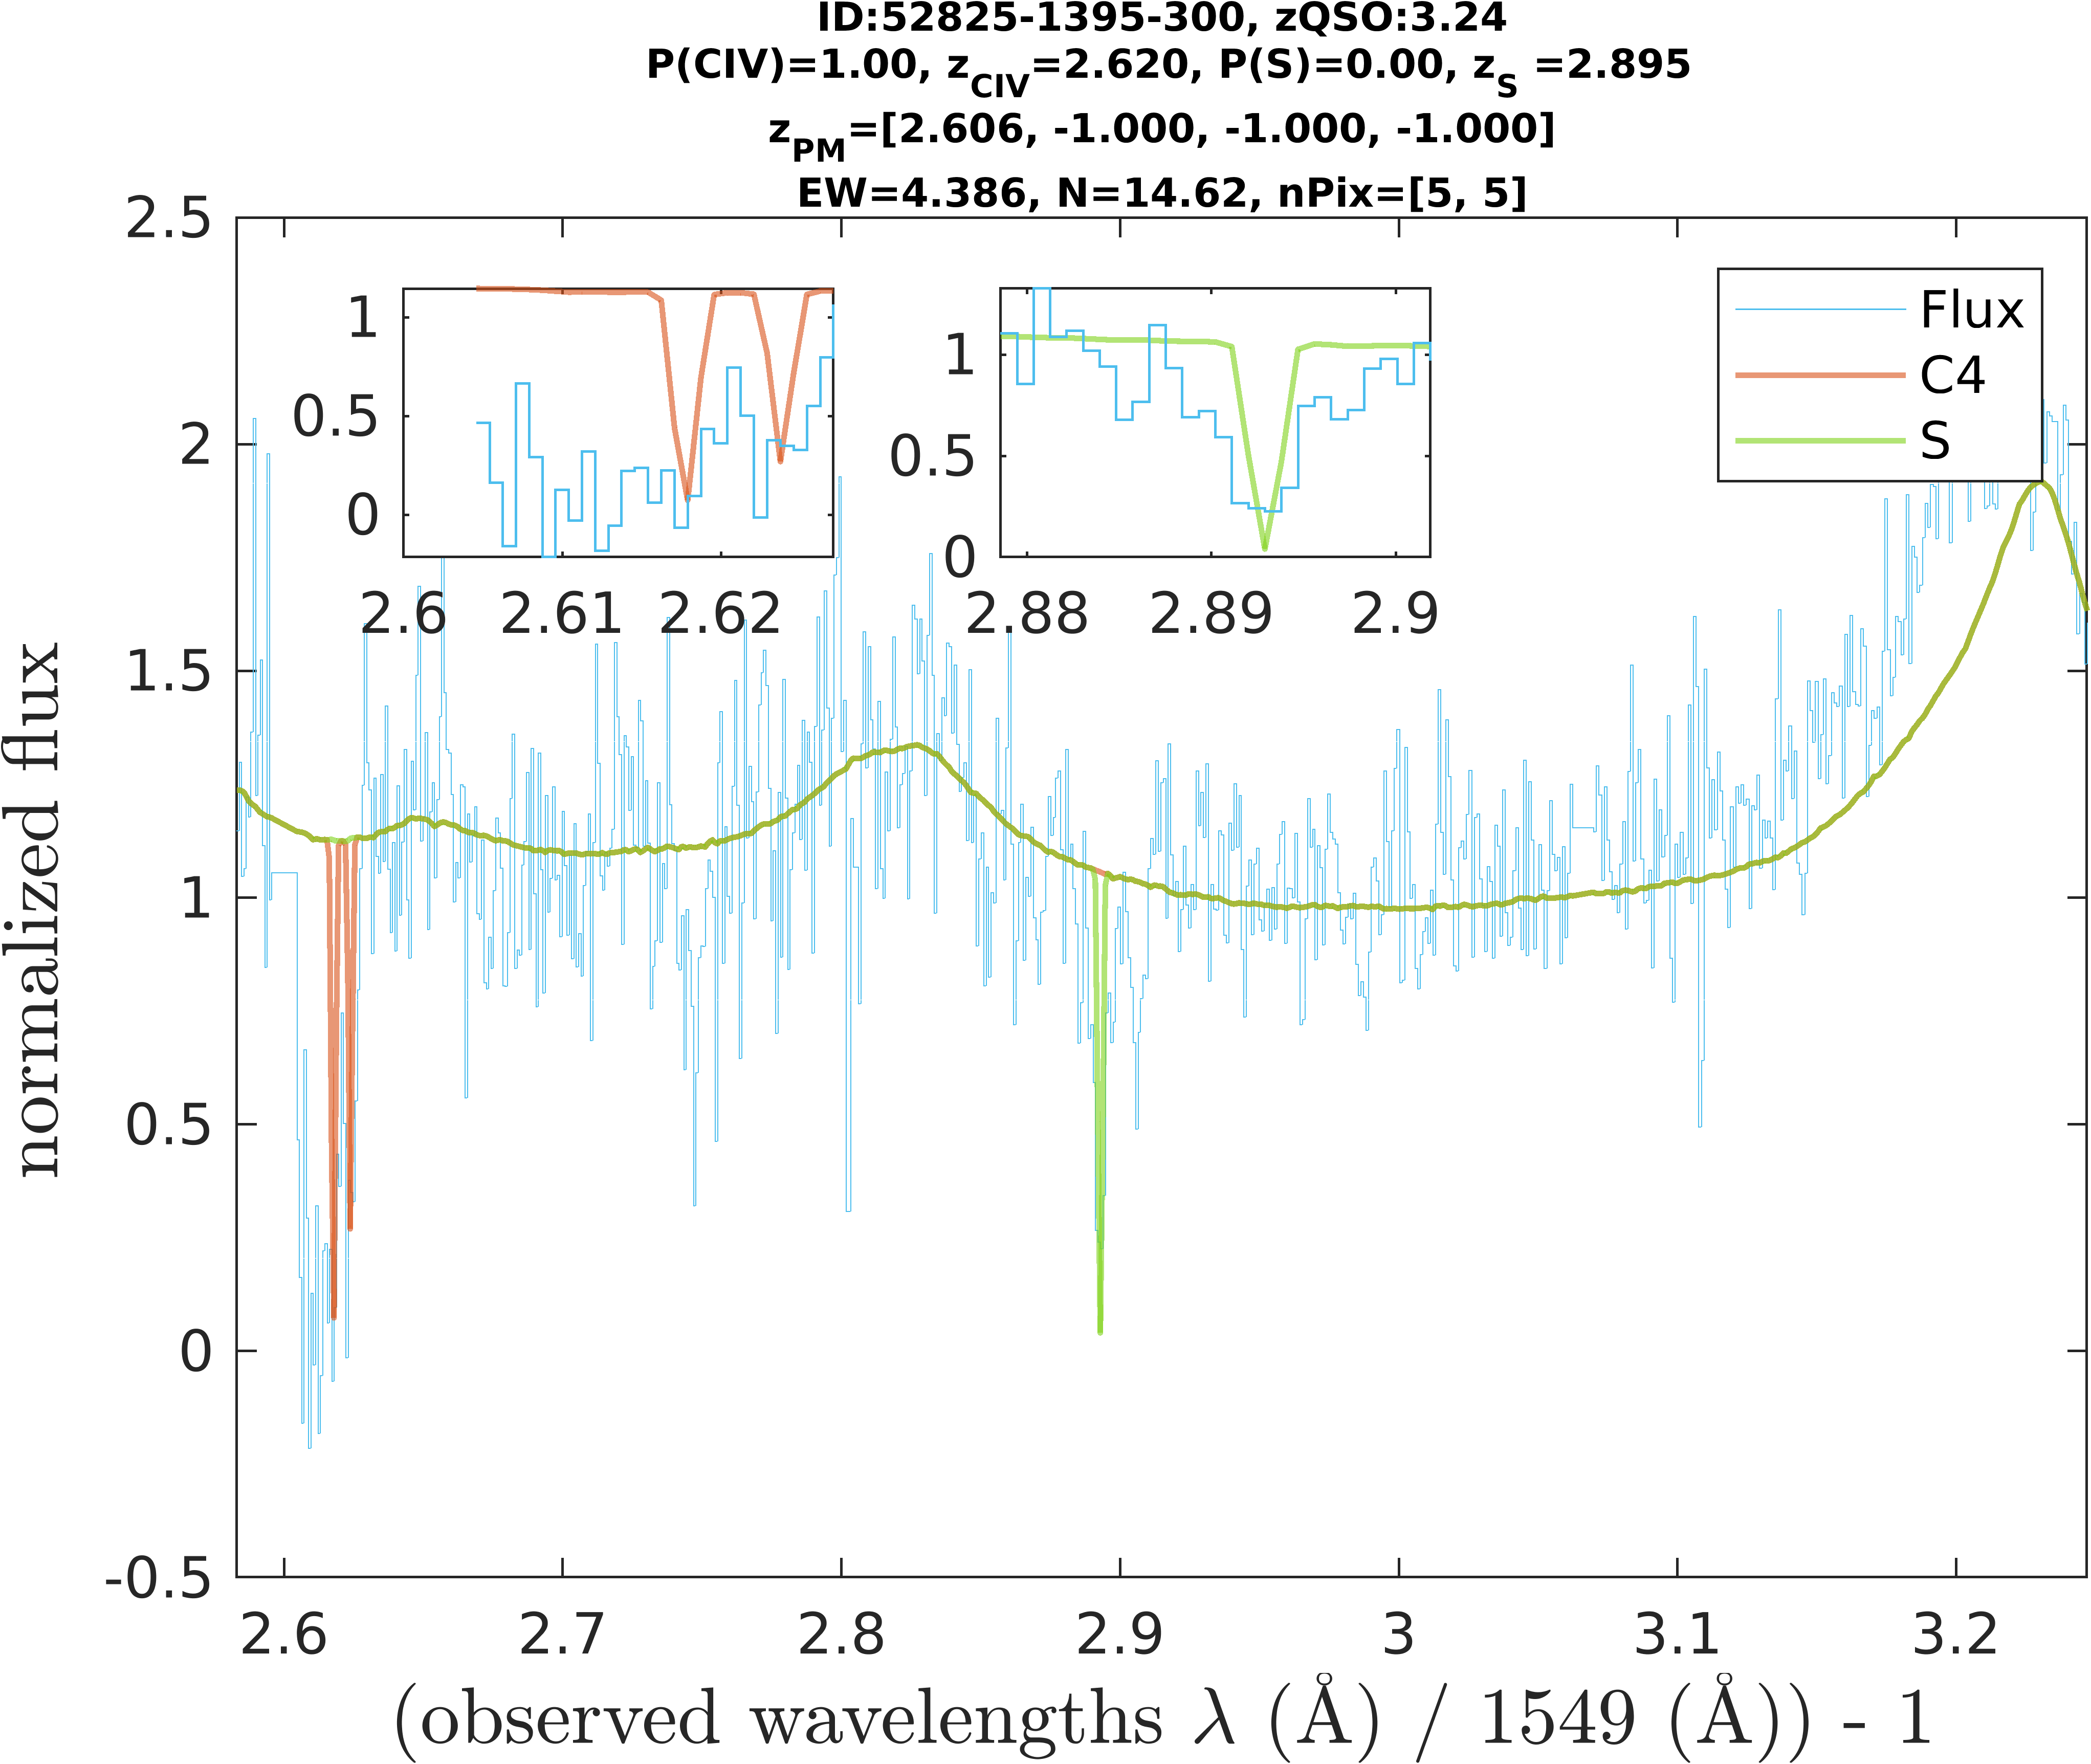 ID:52825-1395-300, zQSO:3.24
P(CIV)=1.00, zCIV=2.620, P(S)=0.00, zS =2.895
zPM=[2.606, -1.000, -1.000, -1.000]
EW=4.386, N=14.62, nPix=[5, 5]
2.5
2
1.5
1
0.5
0
-0.5
normalized flux
1
0.5
0
2.6 2.61 2.62
1
0.5
0
2.88 2.89 2.9
Flux
C4
S
2.6 2.7 2.8 2.9 3 3.1 3.2
(observed wavelengths λ (Å) / 1549 (Å)) - 1